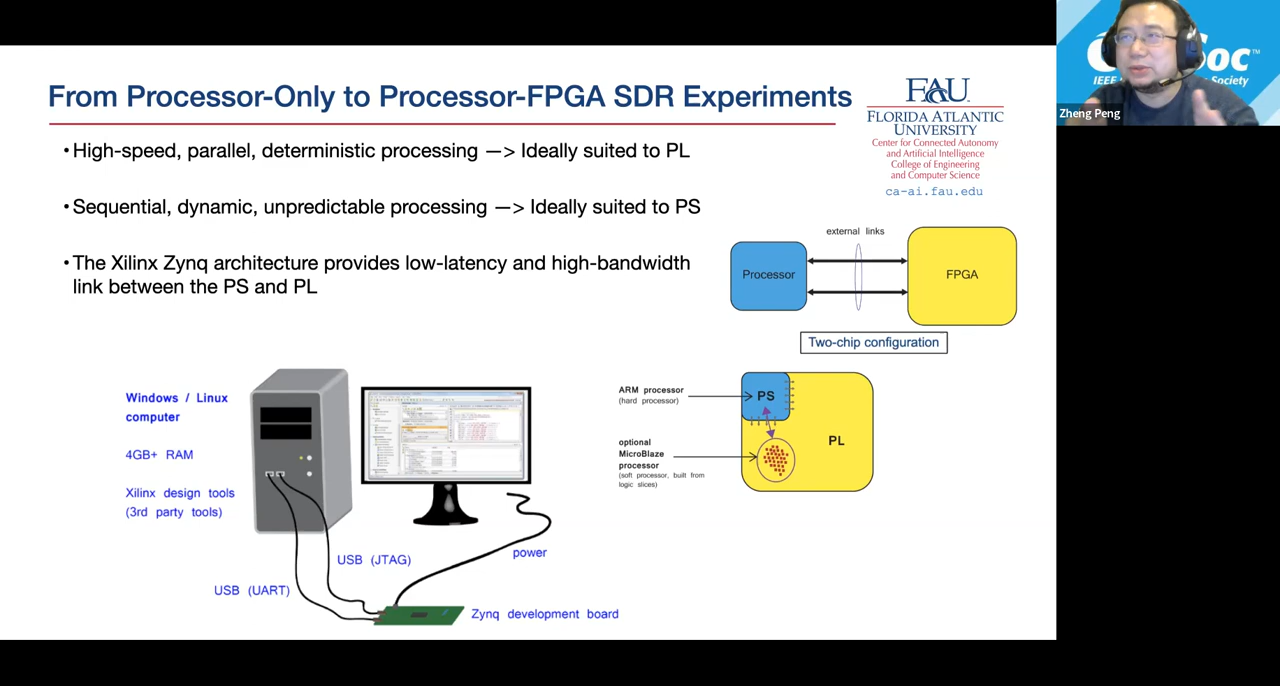 From Processor-Only to Processor-FPGA SDR Experiments
FAU
FLORIDA ATLANTIC
UNIVERSITY
Center for Connected Autonomy
and Artificial Intelligence
College of Engineering
and Computer Science
ca-ai.fau.edu
•High-speed, parallel, deterministic processing —> Ideally suited to PL
•Sequential, dynamic, unpredictable processing —> Ideally suited to PS
•The Xilinx Zynq architecture provides low-latency and high-bandwidth
link between the PS and PL
external links
Processor
FPGA
Two-chip configuration
ARM processor
(hard processor)
PS
PL
optional
MicroBlaze
processor
(soft processor, built from
logic slices)
Windows / Linux
computer
4GB+ RAM
Xilinx design tools
(3rd party tools)
USB (JTAG)
USB (UART)
power
Zynq development board
Soc™
IEEE
Society
Zheng Peng